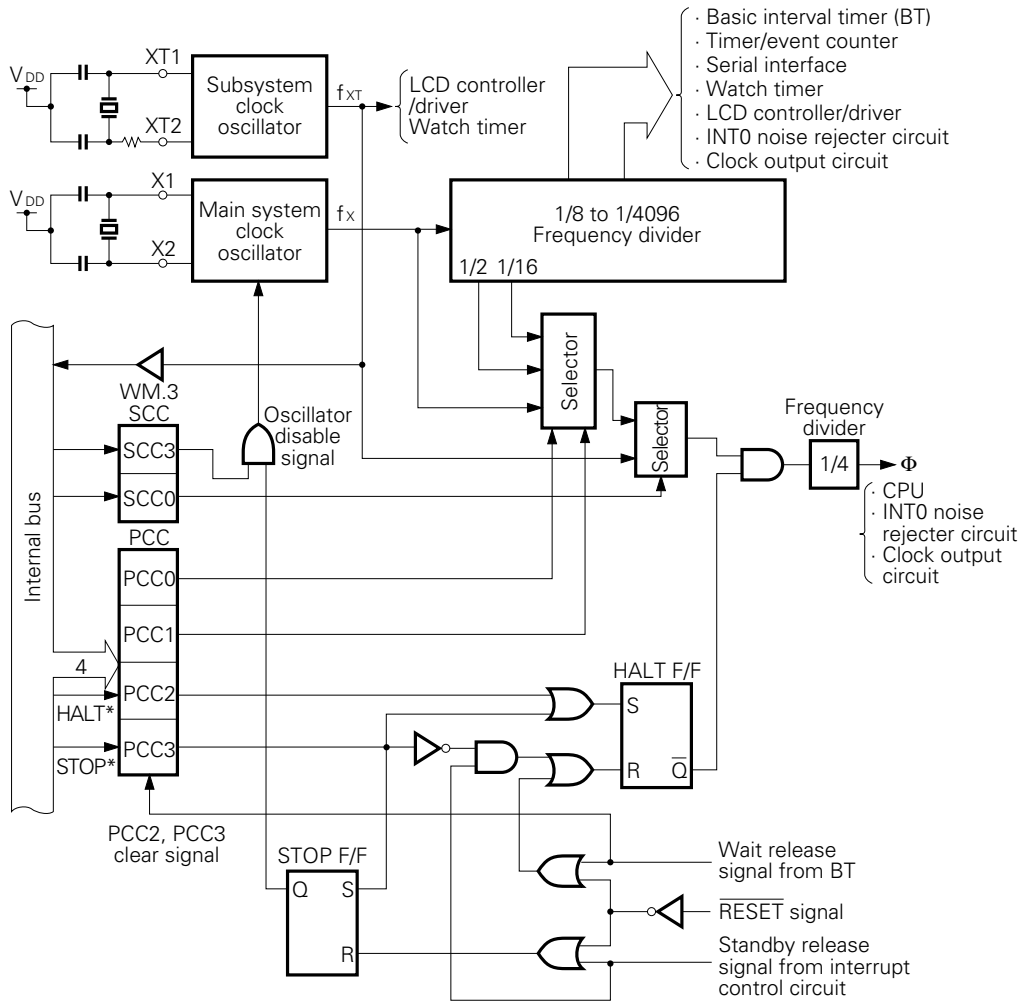 · Basic interval timer (BT)
· Timer/event counter
· Serial interface
· Watch timer
· LCD controller/driver
· INT0 noise rejecter circuit
· Clock output circuit
VDD
XT1
XT2
Subsystem
clock
oscillator
fXT
LCD controller
/driver
Watch timer
VDD
X1
X2
Main system
clock
oscillator
fX
1/8 to 1/4096
Frequency divider
1/2 1/16
Selector
Selector
Internal bus
WM.3
SCC
SCC3
SCC0
Oscillator
disable
signal
Frequency
divider
1/4
Φ
· CPU
· INT0 noise
rejecter circuit
· Clock output
circuit
PCC
PCC0
PCC1
PCC2
PCC3
4
HALT*
STOP*
HALT F/F
S
R
Q̅
PCC2, PCC3
clear signal
STOP F/F
Q
S
R
Wait release
signal from BT
R̅E̅S̅E̅T̅ signal
Standby release
signal from interrupt
control circuit